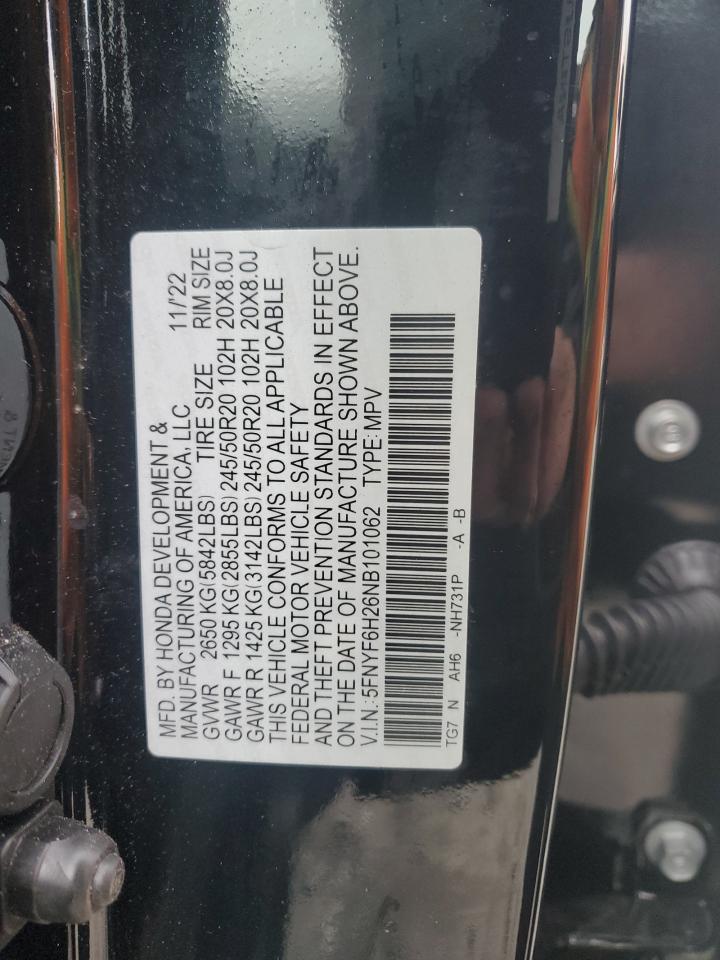 MFD. BY HONDA DEVELOPMENT &
MANUFACTURING OF AMERICA, LLC 11/'22
GVWR 2650 KG(5842LBS) TIRE SIZE RIM SIZE
GAWR F 1295 KG(2855LBS) 245/50R20 102H 20X8.0J
GAWR R 1425 KG(3142LBS) 245/50R20 102H 20X8.0J
THIS VEHICLE CONFORMS TO ALL APPLICABLE
FEDERAL MOTOR VEHICLE SAFETY
AND THEFT PREVENTION STANDARDS IN EFFECT
ON THE DATE OF MANUFACTURE SHOWN ABOVE.
V.I.N.:5FNYF6H26NB101062 TYPE:MPV
TG7 N AH6 -NH731P -A -B